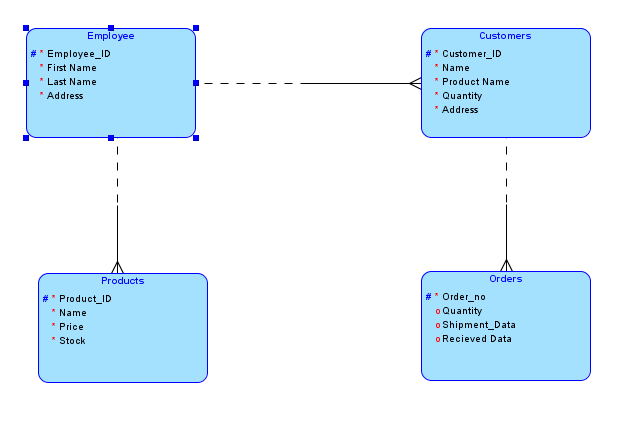 Employee
# * Employee_ID
* First Name
* Last Name
* Address
Customers
# * Customer_ID
* Name
* Product Name
* Quantity
* Address
Products
# * Product_ID
* Name
* Price
* Stock
Orders
# * Order_no
o Quantity
o Shipment_Data
o Recieved Data